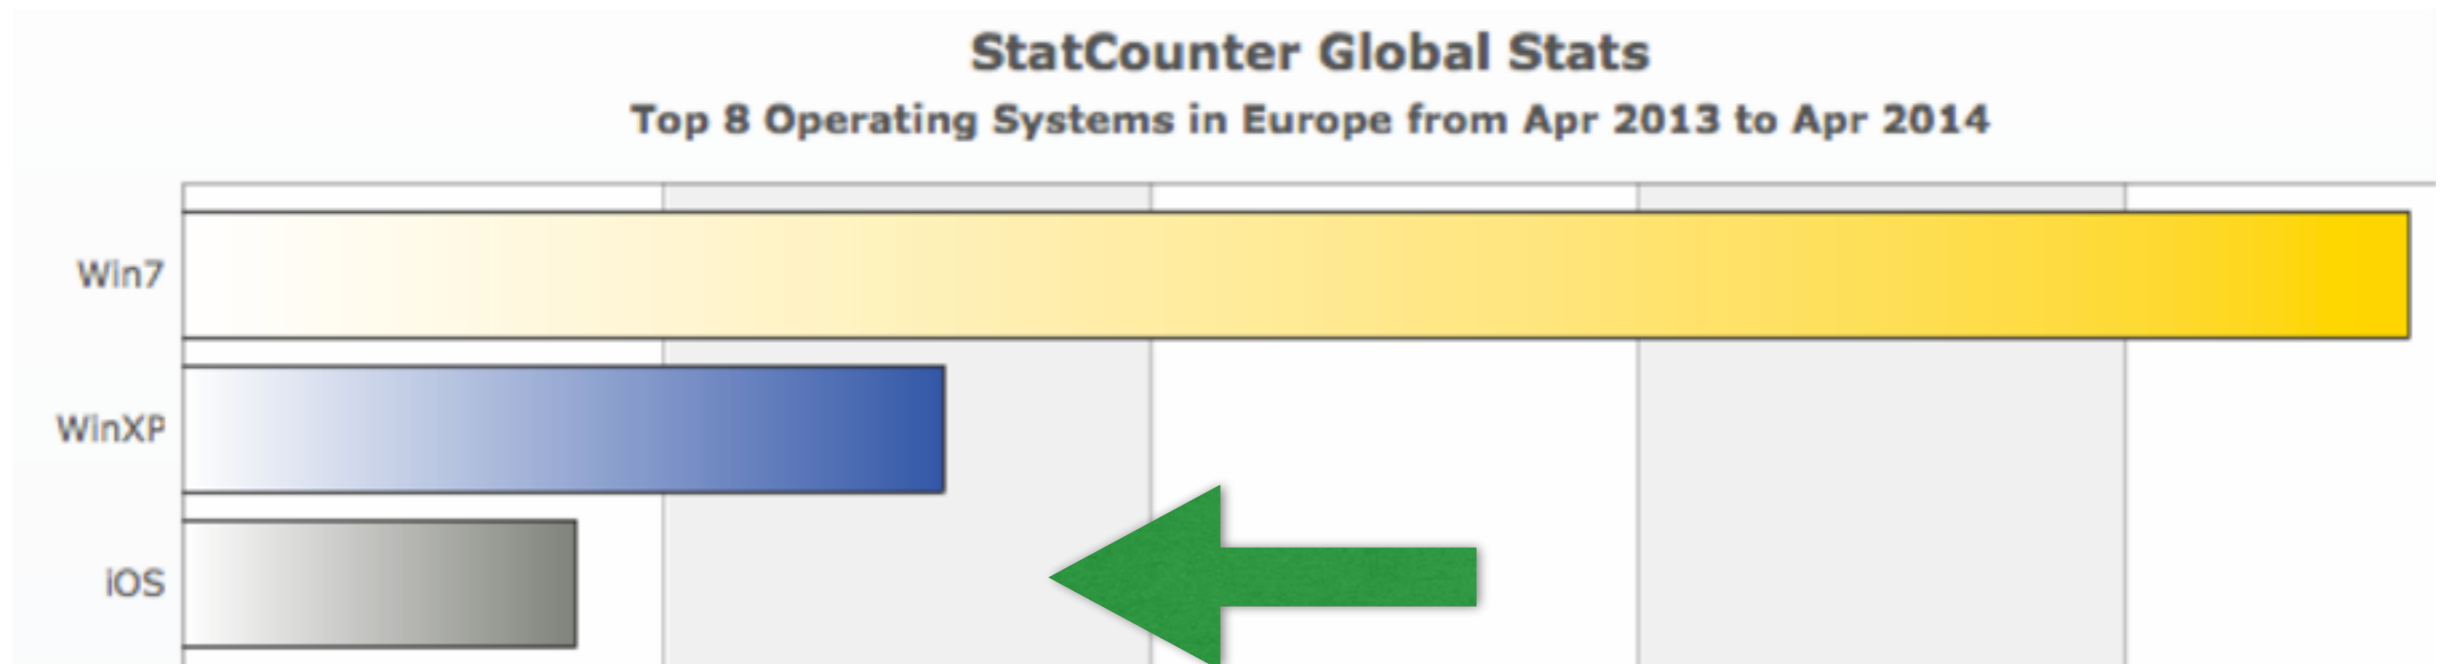 StatCounter Global Stats
Top 8 Operating Systems in Europe from Apr 2013 to Apr 2014
Win7
WinXP
iOS